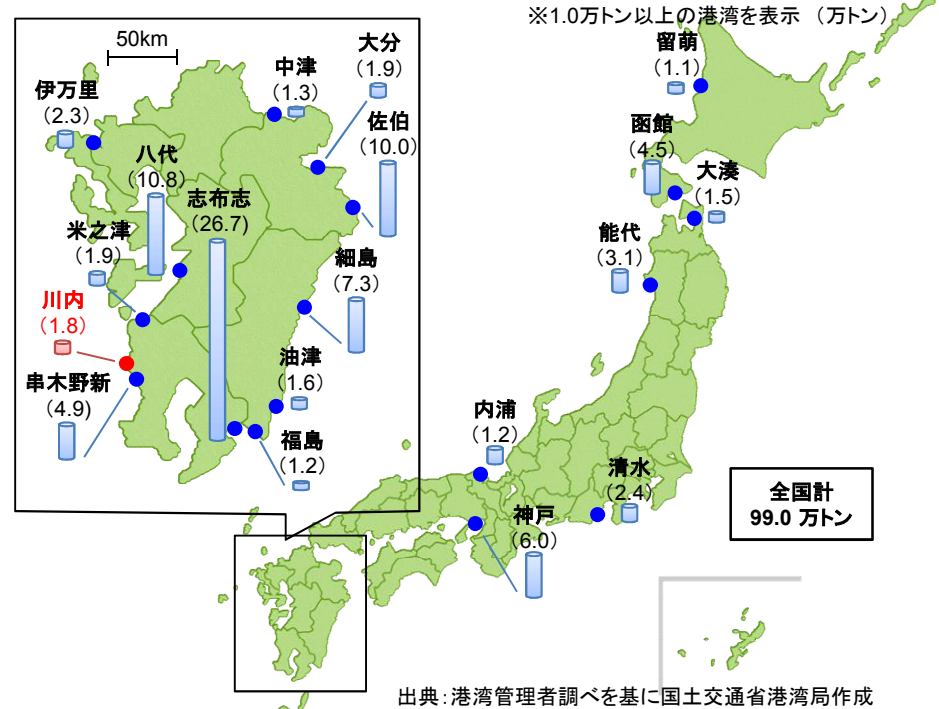 ※1.0万トン以上の港湾を表示 （万トン）
50km
大分
（1.9）
中津
（1.3）
伊万里
（2.3）
佐伯
（10.0）
八代
（10.8）
志布志
（26.7）
米之津
（1.9）
細島
（7.3）
川内
（1.8）
油津
（1.6）
串木野新
（4.9）
福島
（1.2）
留萌
（1.1）
函館
（4.5）
大湊
（1.5）
能代
（3.1）
内浦
（1.2）
清水
（2.4）
神戸
（6.0）
全国計
99.0 万トン
出典：港湾管理者調べを基に国土交通省港湾局作成